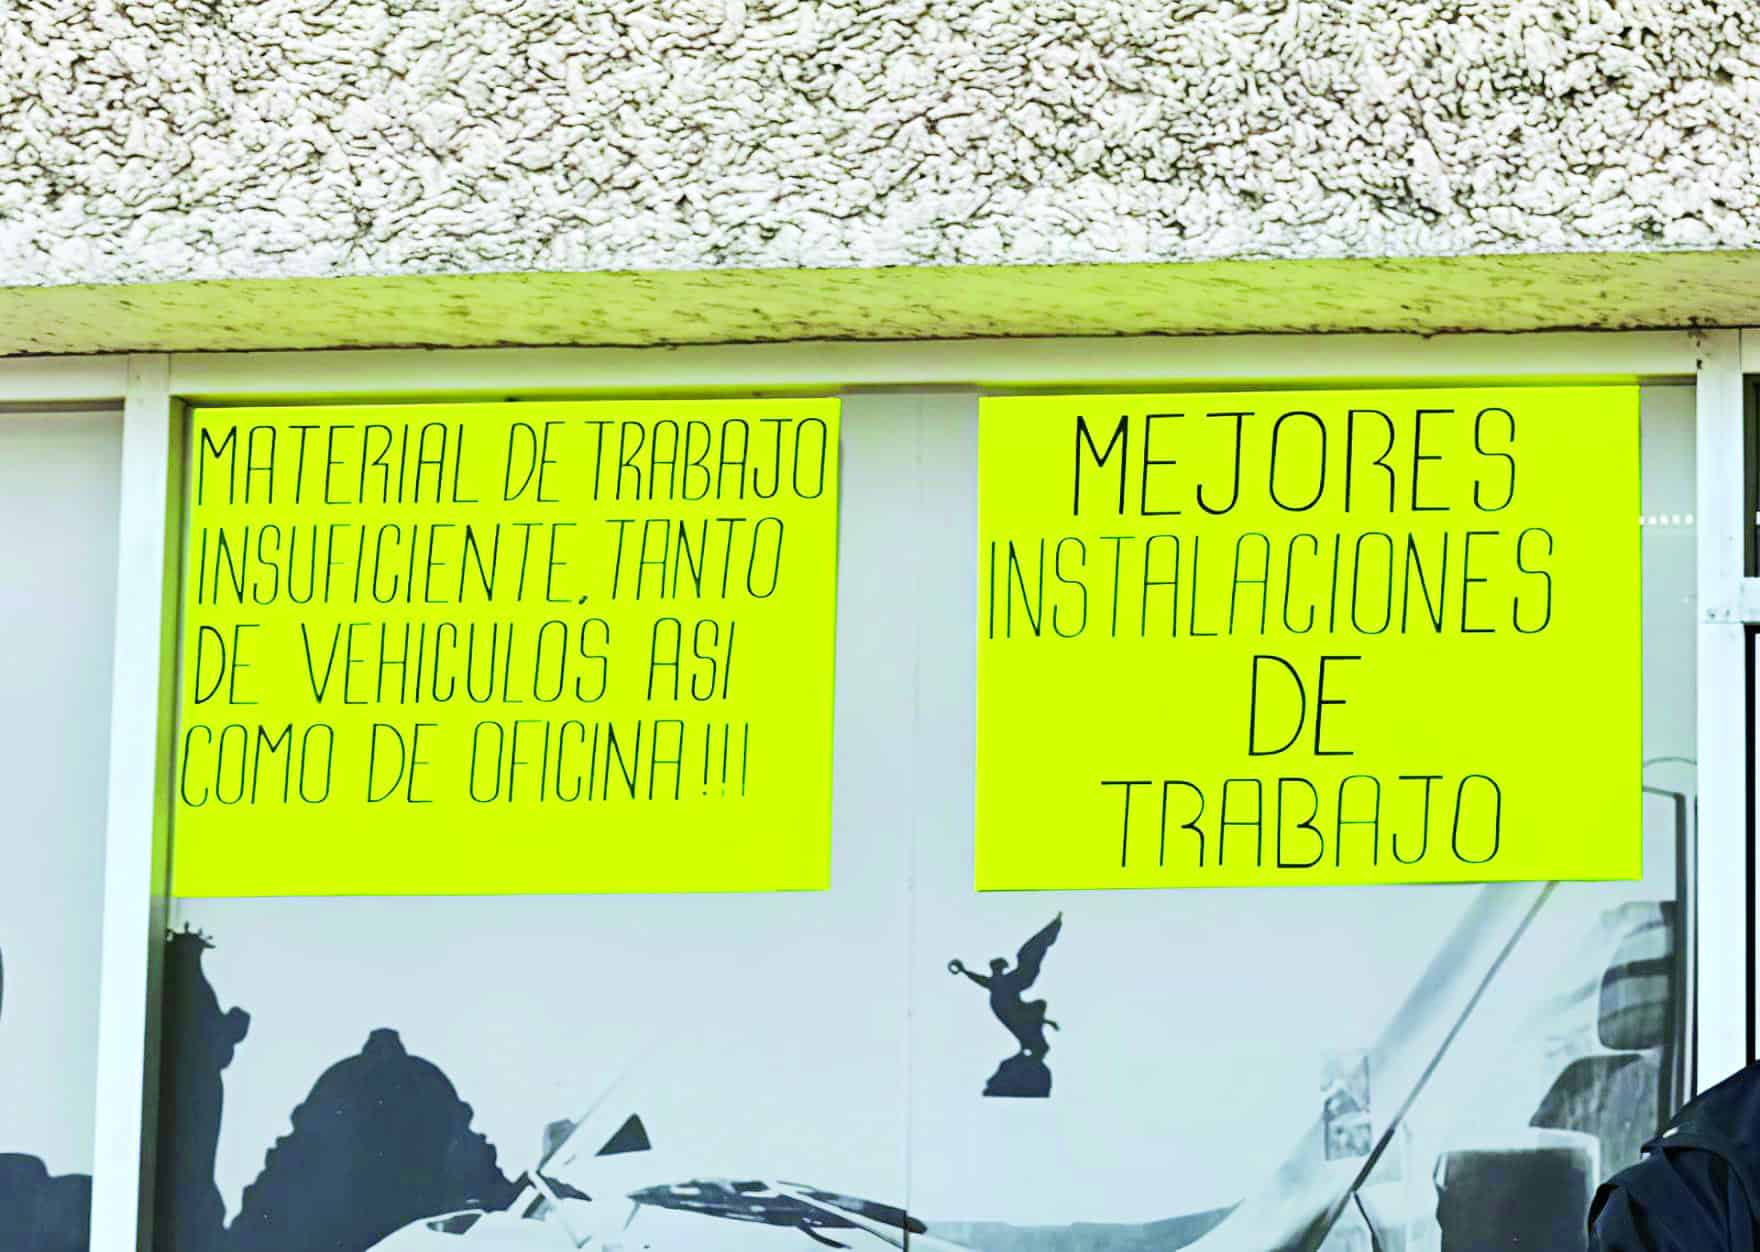 MATERIAL DE TRABAJO
INSUFICIENTE, TANTO
DE VEHICULOS ASI
COMO DE OFICINA!!!
MEJORES
INSTALACIONES
DE
TRABAJO